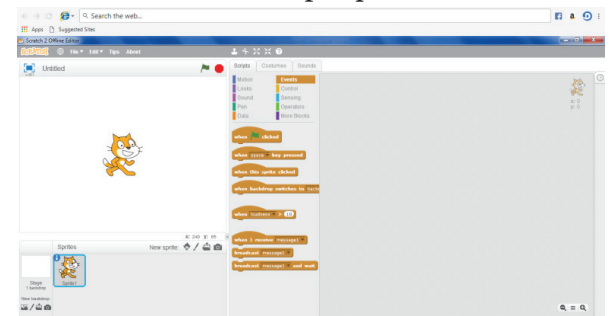 Search the web...
Apps Suggested Sites
Scratch 2 Offline Editor
SCRATCH File Edit Tips About
Untitled
Scripts Costumes Sounds
Motion Events
Looks Control
Sound Sensing
Pen Operators
Data More Blocks
when clicked
when space key pressed
when this sprite clicked
when backdrop switches to
when loudness > 10
when I receive message1
broadcast message1
broadcast message1 and wait
Sprites New sprite:
Stage
1 backdrop
Sprite1
New backdrop: